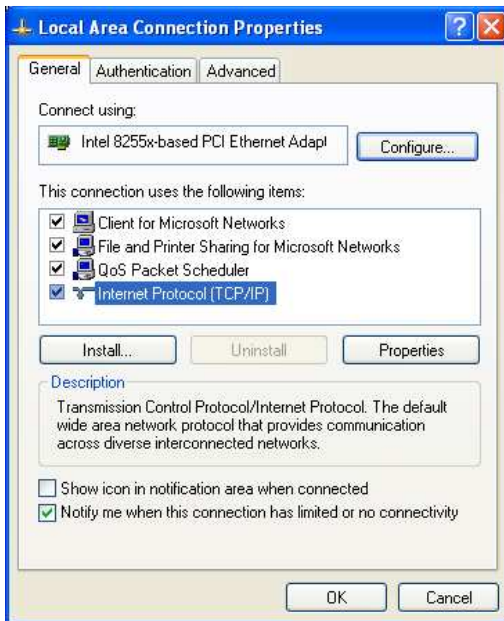 Local Area Connection Properties
General Authentication Advanced
Connect using:
Intel 8255x-based PCI Ethernet Adapt
Configure...
This connection uses the following items:
Client for Microsoft Networks
File and Printer Sharing for Microsoft Networks
QoS Packet Scheduler
Internet Protocol (TCP/IP)
Install... Uninstall Properties
Description
Transmission Control Protocol/Internet Protocol. The default
wide area network protocol that provides communication
across diverse interconnected networks.
Show icon in notification area when connected
Notify me when this connection has limited or no connectivity
OK Cancel